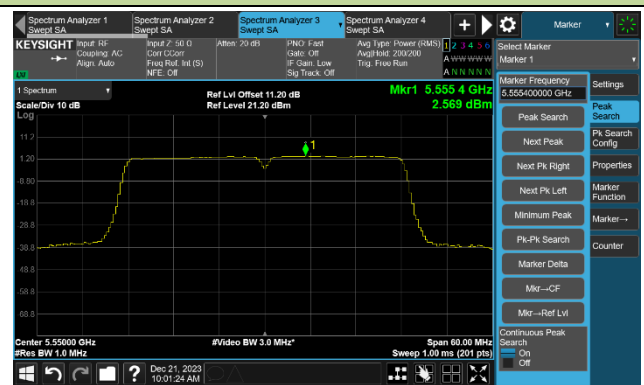 Spectrum Analyzer 1
Swept SA
Spectrum Analyzer 2
Swept SA
Spectrum Analyzer 3
Swept SA
Spectrum Analyzer 4
Swept SA
Marker
KEYSIGHT
Input: RF
Coupling: AC
Align: Auto
Input Z: 50 Ω
Corr CCorr
Freq Ref: Int (S)
NFE: Off
Atten: 20 dB
PNO: Fast
Gate: Off
IF Gain: Low
Sig Track: Off
Avg Type: Power (RMS)
Avg|Hold: 200/200
Trig: Free Run
1 2 3 4 5 6
A W W W W W
A N N N N N
Select Marker
Marker 1
1 Spectrum
Scale/Div 10 dB
Log
Ref Lvl Offset 11.20 dB
Ref Level 21.20 dBm
Mkr1 5.555 4 GHz
2.569 dBm
11.2
1.20
-8.80
-18.8
-28.8
-38.8
-48.8
-58.8
-68.8
1
Center 5.55000 GHz
#Res BW 1.0 MHz
#Video BW 3.0 MHz*
Span 60.00 MHz
Sweep 1.00 ms (201 pts)
Marker Frequency
5.555400000 GHz
Peak Search
Next Peak
Next Pk Right
Next Pk Left
Minimum Peak
Pk-Pk Search
Marker Delta
Mkr→CF
Mkr→Ref Lvl
Continuous Peak
Search
On
Off
Settings
Peak
Search
Pk Search
Config
Properties
Marker
Function
Marker→
Counter
Dec 21, 2023
10:01:24 AM